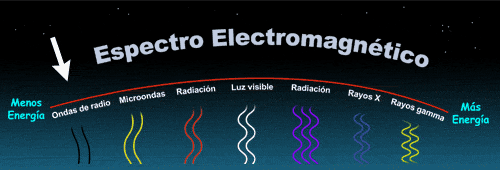 Espectro Electromagnético
Menos
Energía
Ondas de radio
Microondas
Radiación
Luz visible
Radiación
Rayos X
Rayos gamma
Más
Energía